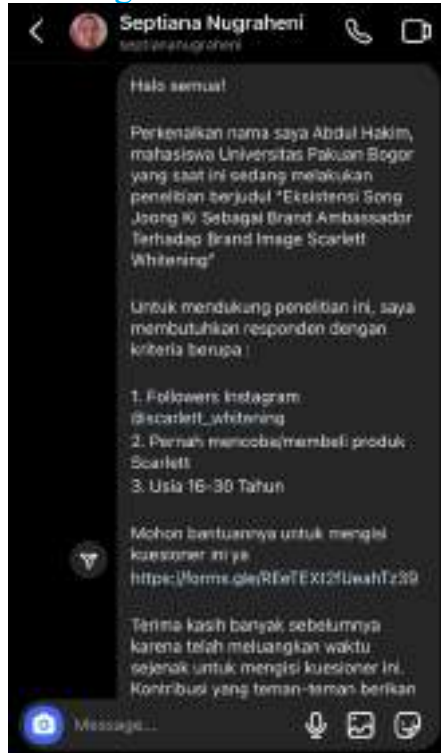 Septiana Nugraheni
septiananugraheni
Halo semua!
Perkenalkan nama saya Abdul Hakim,
mahasiswa Universitas Pakuan Bogor
yang saat ini sedang melakukan
penelitian berjudul "Eksistensi Song
Joong Ki Sebagai Brand Ambassador
Terhadap Brand Image Scarlett
Whitening"
Untuk mendukung penelitian ini, saya
membutuhkan responden dengan
kriteria berupa :
1. Followers Instagram
@scarlett_whitening
2. Pernah mencoba/membeli produk
Scarlett
3. Usia 16-30 Tahun
Mohon bantuannya untuk mengisi
kuesioner ini ya
Terima kasih banyak sebelumnya
karena telah meluangkan waktu
sejenak untuk mengisi kuesioner ini.
Kontribusi yang teman-teman berikan
Message...